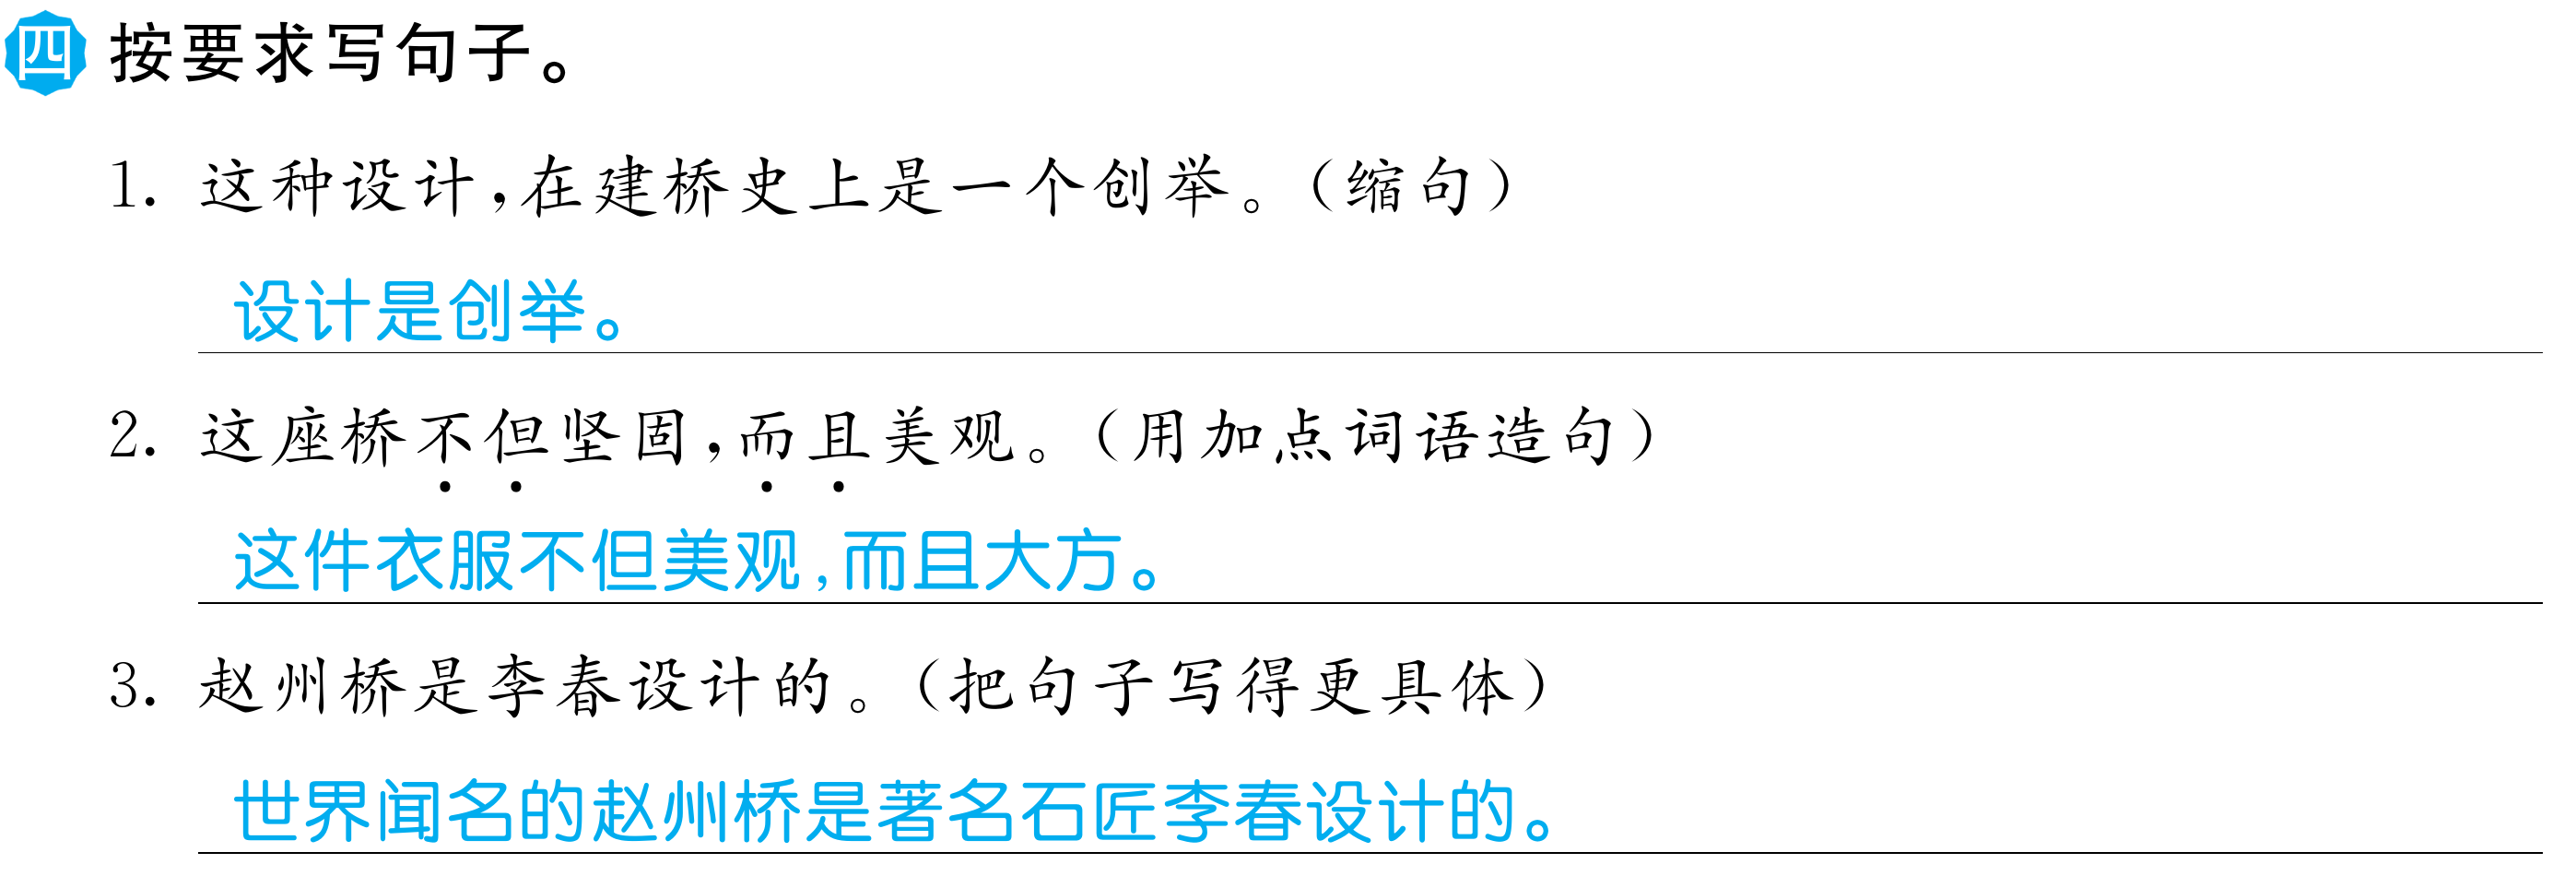 四 按要求写句子。
1. 这种设计,在建桥史上是一个创举。(缩句)
设计是创举。
2. 这座桥不但坚固,而且美观。(用加点词语造句)
这件衣服不但美观,而且大方。
3. 赵州桥是李春设计的。(把句子写得更具体)
世界闻名的赵州桥是著名石匠李春设计的。